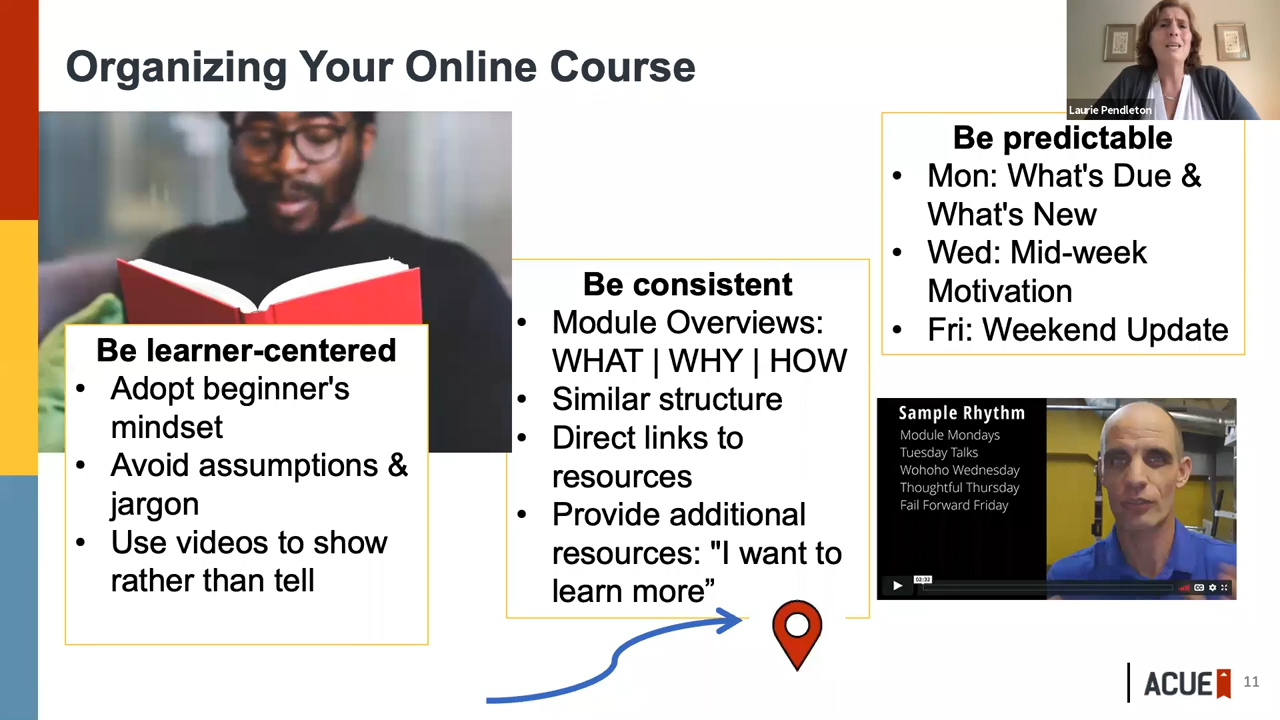 Organizing Your Online Course
Laurie Pendleton
Be learner-centered
• Adopt beginner's
mindset
• Avoid assumptions &
jargon
• Use videos to show
rather than tell
Be consistent
• Module Overviews:
WHAT | WHY | HOW
• Similar structure
• Direct links to
resources
• Provide additional
resources: "I want to
learn more”
Be predictable
• Mon: What's Due &
What's New
• Wed: Mid-week
Motivation
• Fri: Weekend Update
Sample Rhythm
Module Mondays
Tuesday Talks
Wohoho Wednesday
Thoughtful Thursday
Fail Forward Friday
02:32
CC
ACUE
11